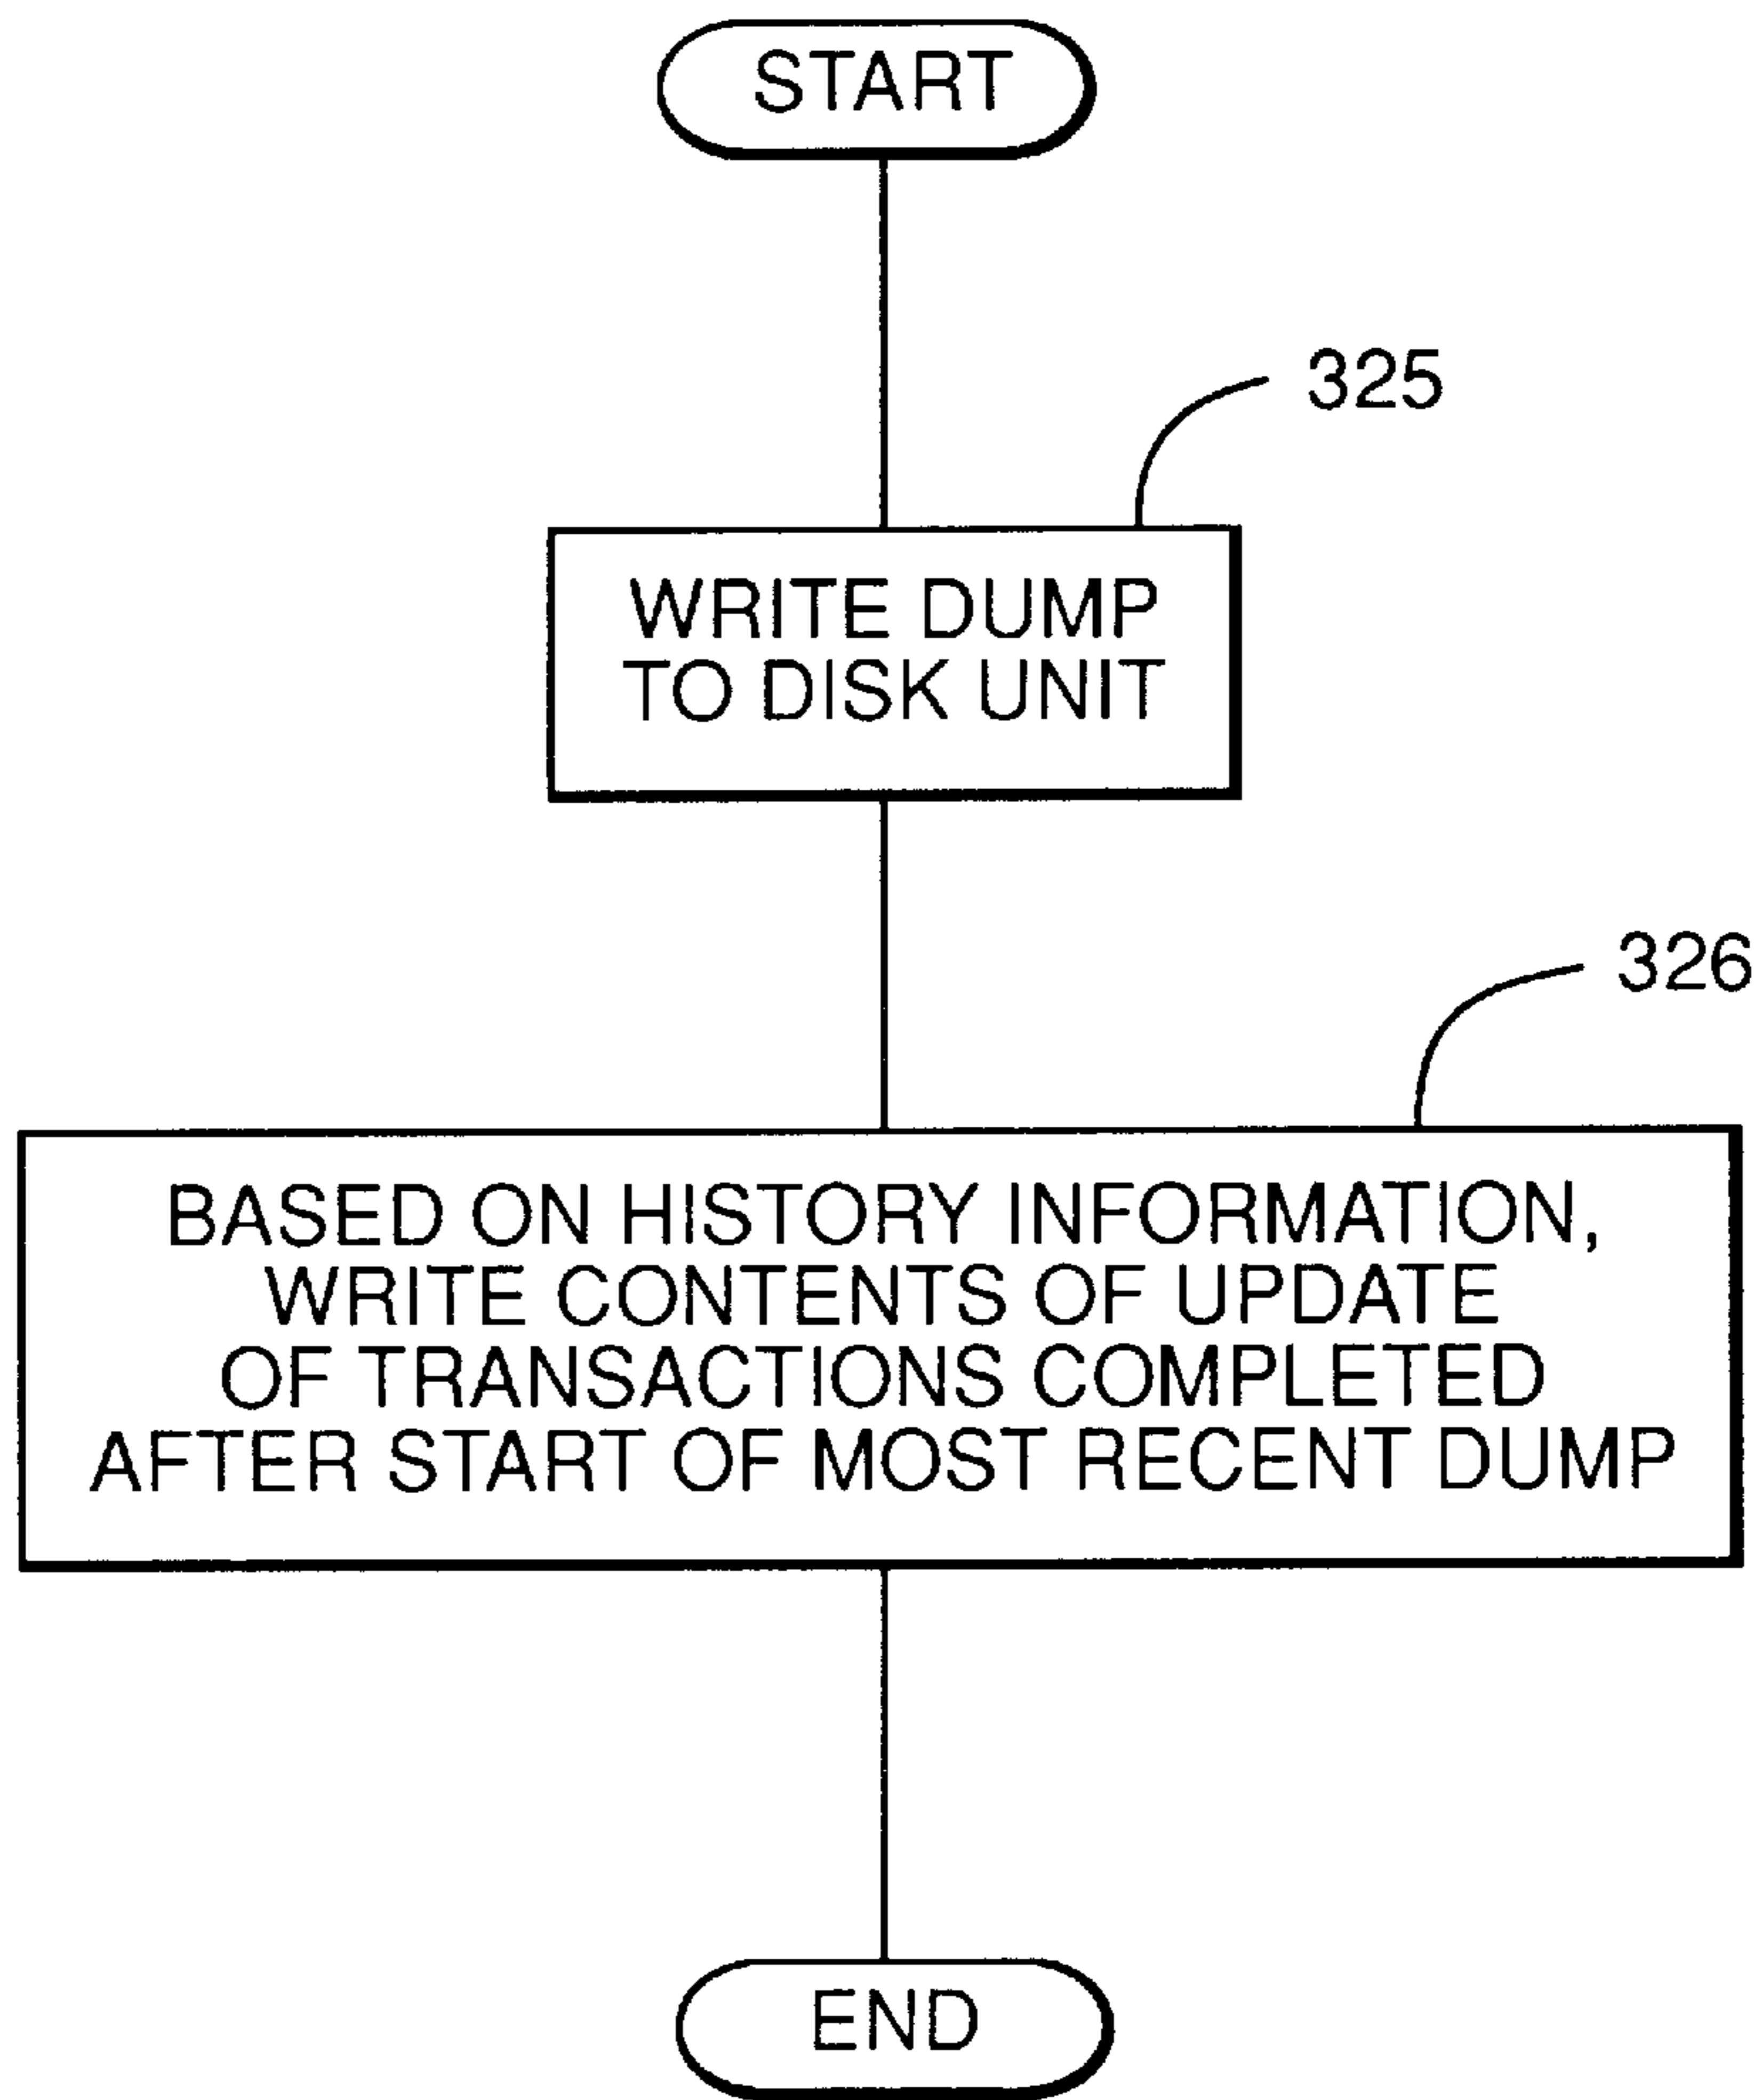 START
325
WRITE DUMP
TO DISK UNIT
326
BASED ON HISTORY INFORMATION,
WRITE CONTENTS OF UPDATE
OF TRANSACTIONS COMPLETED
AFTER START OF MOST RECENT DUMP
END